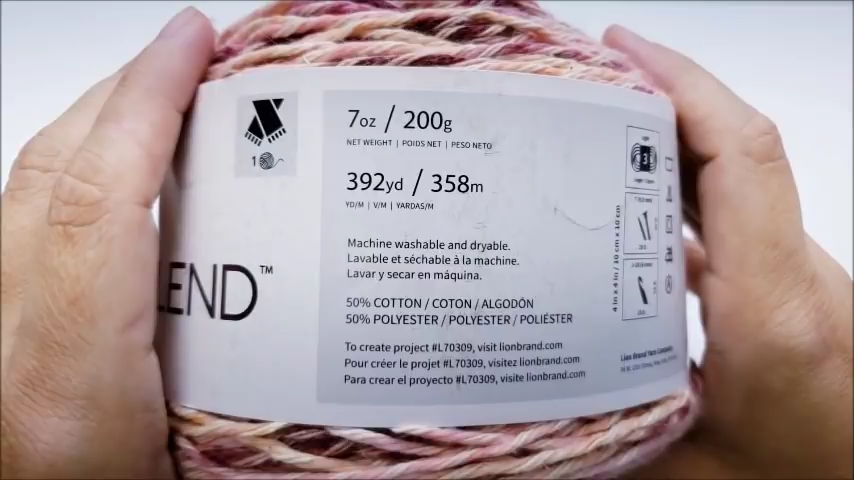 7oz / 200g
NET WEIGHT | POIDS NET | PESO NETO
392yd / 358m
YD/M | V/M | YARDAS/M
1
LEND™
Machine washable and dryable.
Lavable et séchable à la machine.
Lavar y secar en máquina.
50% COTTON / COTON / ALGODÓN
50% POLYESTER / POLYESTER / POLIÉSTER
To create project #L70309, visit lionbrand.com
Pour créer le projet #L70309, visitez lionbrand.com
Para crear el proyecto #L70309, visite lionbrand.com
4 in x 4 in / 10 cm x 10 cm
3
Lion Brand Yarn Company